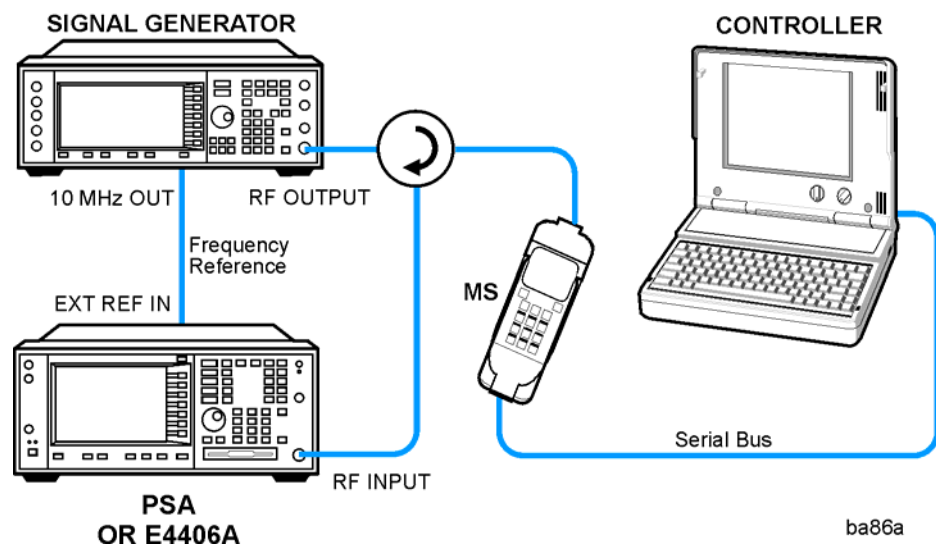 SIGNAL GENERATOR
CONTROLLER
10 MHz OUT
RF OUTPUT
Frequency
Reference
MS
EXT REF IN
Serial Bus
RF INPUT
PSA
OR E4406A
ba86a